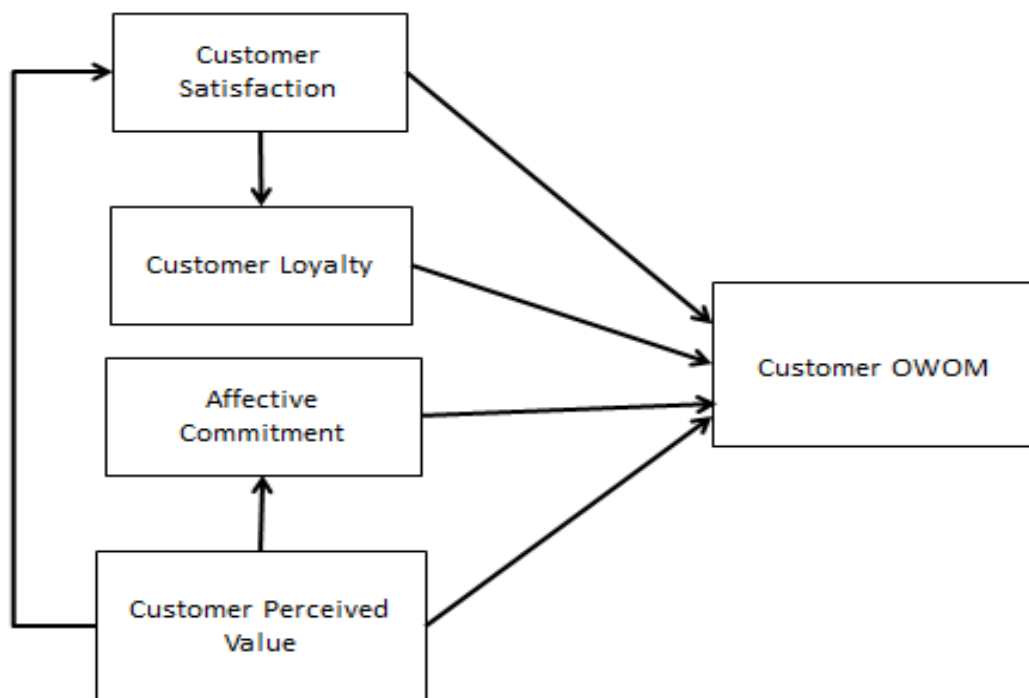 Customer
Satisfaction
Customer Loyalty
Affective
Commitment
Customer OWOM
Customer Perceived
Value